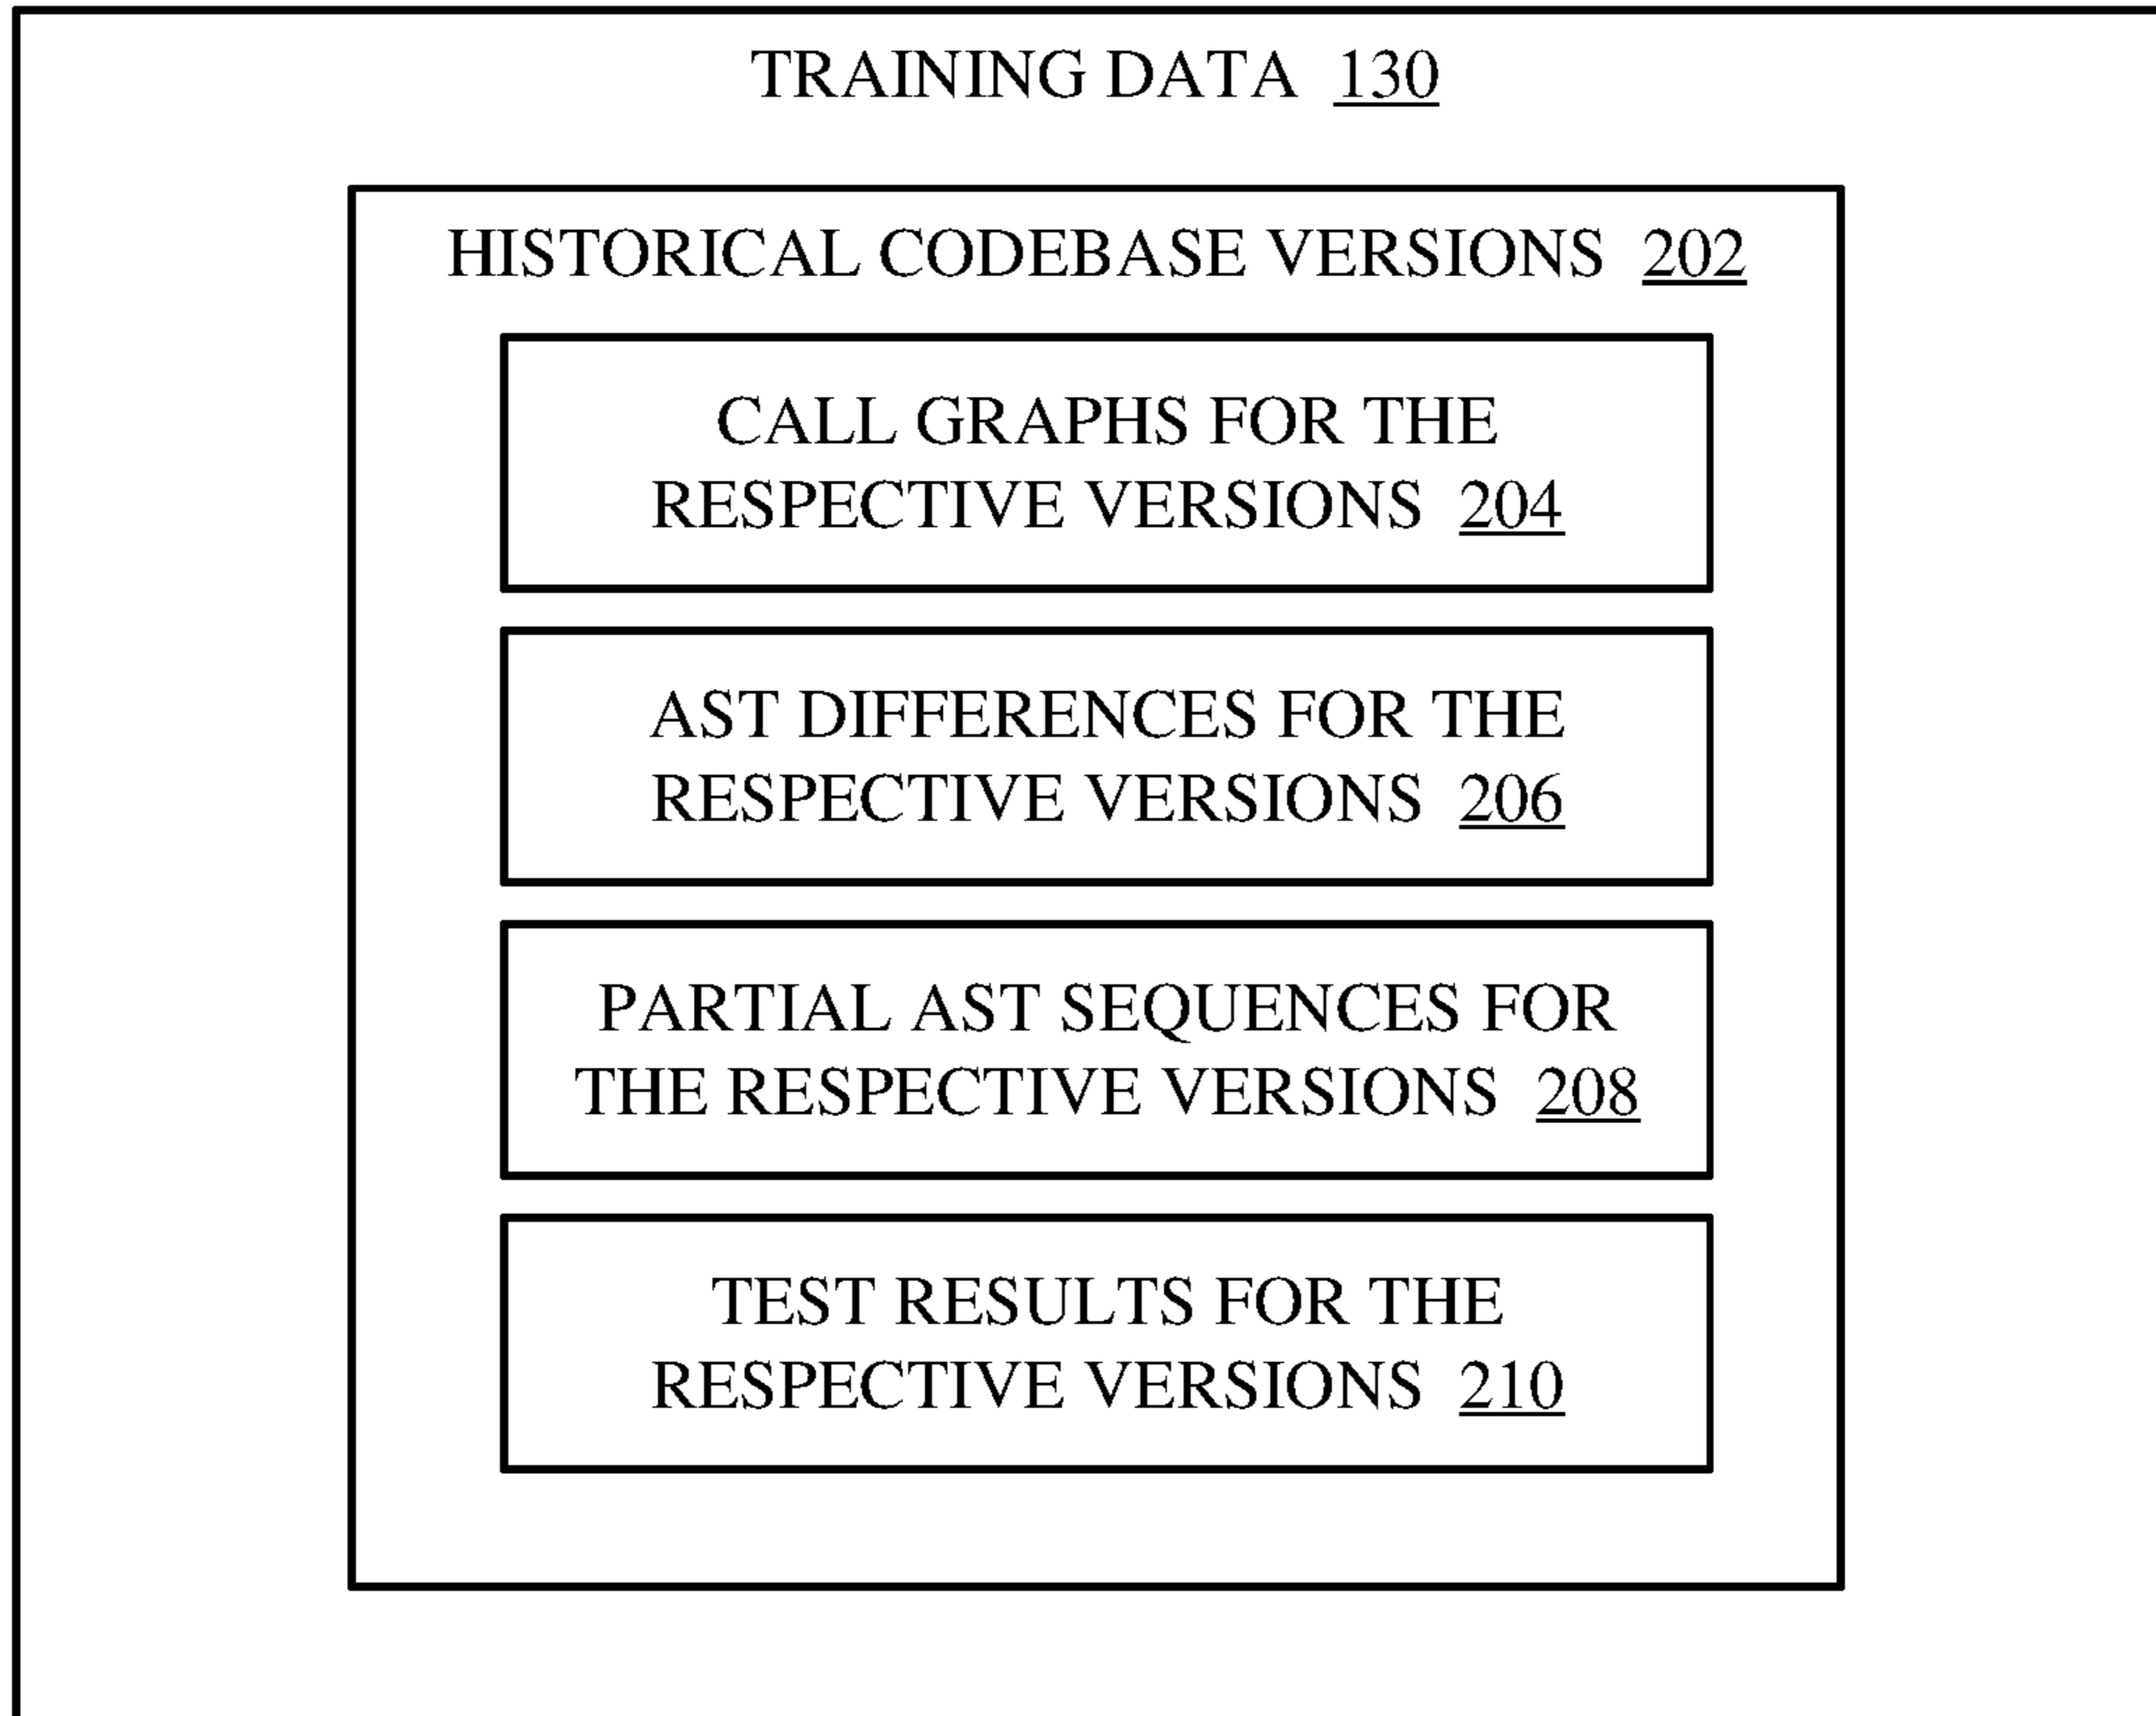 TRAINING DATA 130
HISTORICAL CODEBASE VERSIONS 202
CALL GRAPHS FOR THE
RESPECTIVE VERSIONS 204
AST DIFFERENCES FOR THE
RESPECTIVE VERSIONS 206
PARTIAL AST SEQUENCES FOR
THE RESPECTIVE VERSIONS 208
TEST RESULTS FOR THE
RESPECTIVE VERSIONS 210